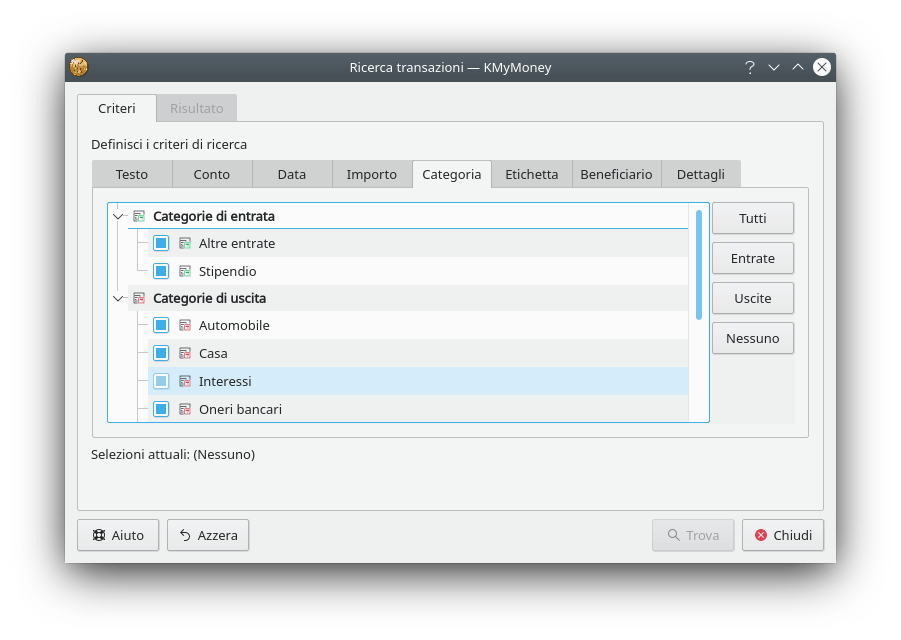 Ricerca transazioni — KMyMoney
Criteri Risultato
Definisci i criteri di ricerca
Testo Conto Data Importo Categoria Etichetta Beneficiario Dettagli
Categorie di entrata Tutti
Altre entrate
Entrate
Stipendio
Categorie di uscita Uscite
Automobile
Nessuno
Casa
Interessi
Oneri bancari
Selezioni attuali: (Nessuno)
Aiuto Azzera Trova Chiudi